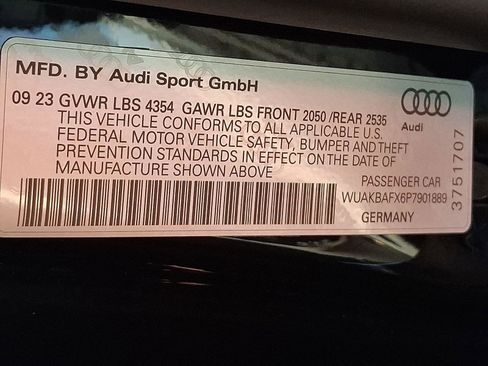 MFD. BY Audi Sport GmbH
09 23 GVWR LBS 4354 GAWR LBS FRONT 2050 /REAR 2535
THIS VEHICLE CONFORMS TO ALL APPLICABLE U.S.
FEDERAL MOTOR VEHICLE SAFETY, BUMPER AND THEFT
PREVENTION STANDARDS IN EFFECT ON THE DATE OF
MANUFACTURE SHOWN ABOVE
PASSENGER CAR
WUAKBAFX6P7901889
GERMANY
Audi
3751707